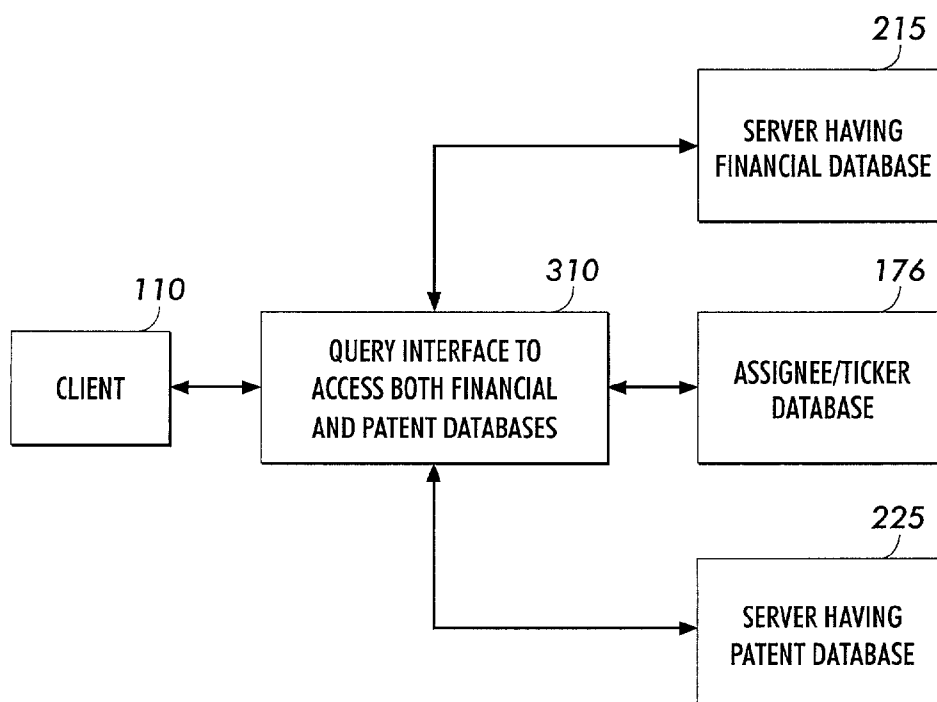 215
SERVER HAVING
FINANCIAL DATABASE
110
CLIENT
310
QUERY INTERFACE TO
ACCESS BOTH FINANCIAL
AND PATENT DATABASES
176
ASSIGNEE/TICKER
DATABASE
225
SERVER HAVING
PATENT DATABASE